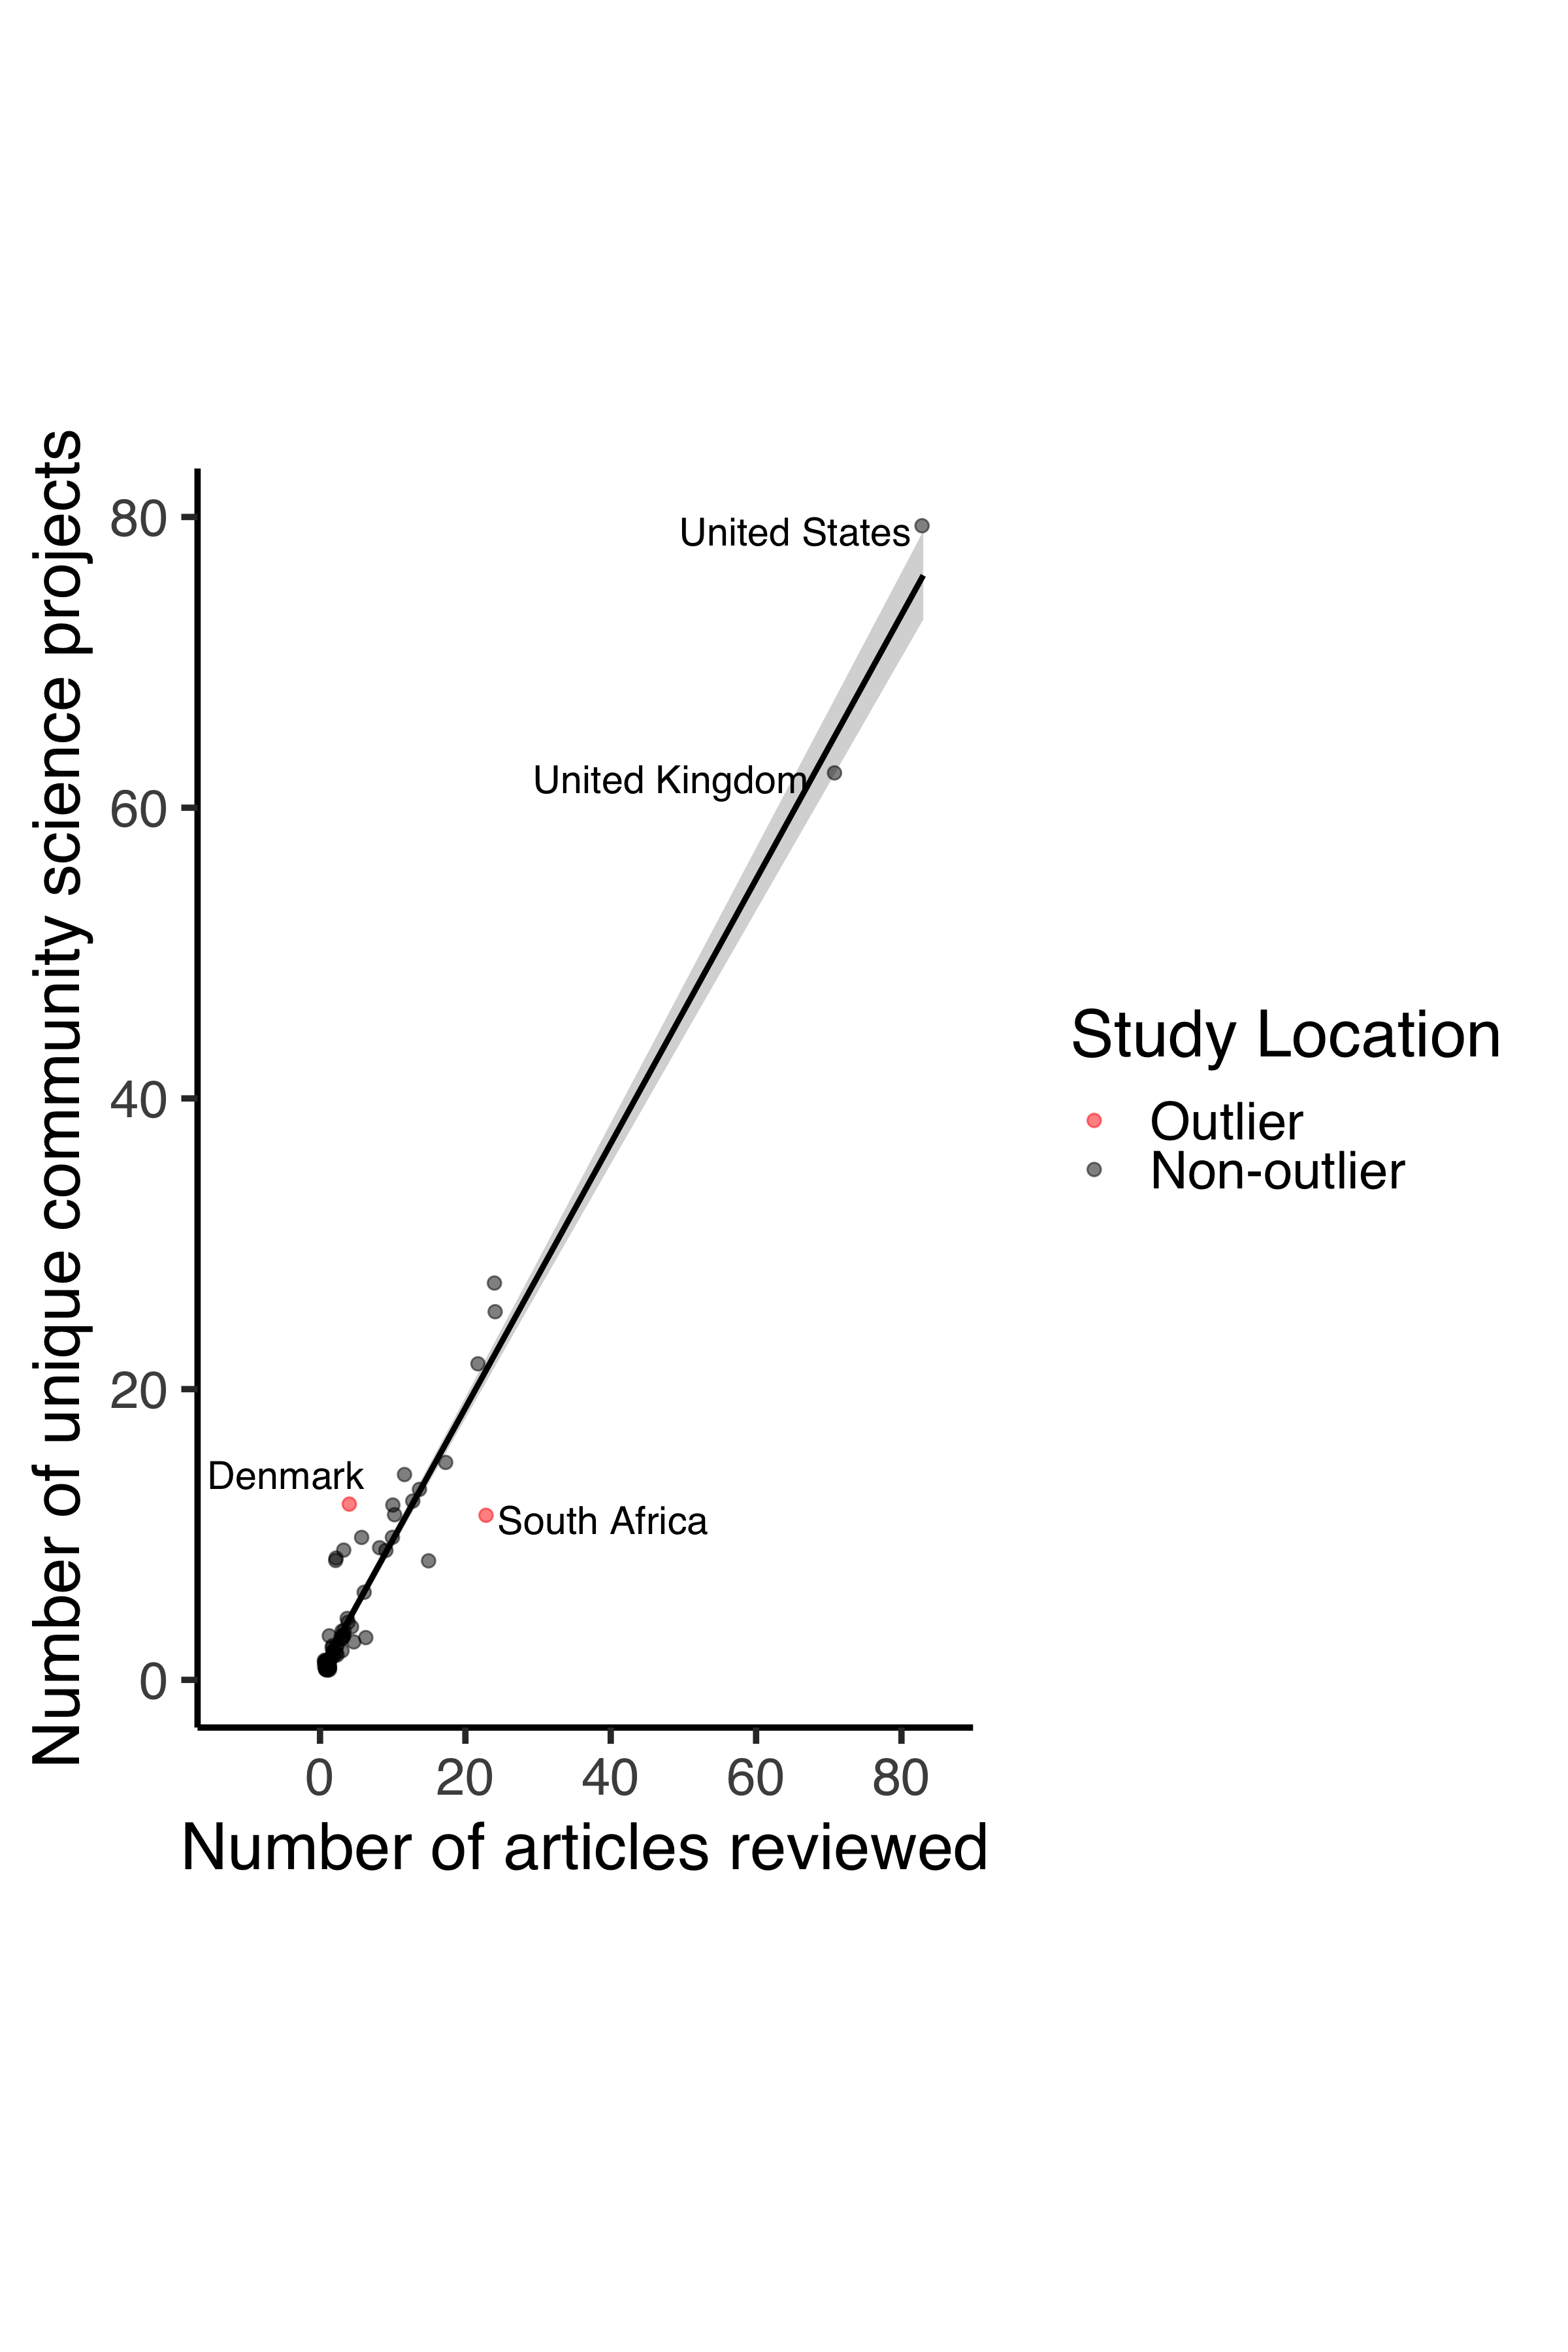 Number of unique community science projects
80
60
40
20
0
United States
United Kingdom
Denmark
South Africa
0 20 40 60 80
Number of articles reviewed
Study Location
Outlier
Non-outlier